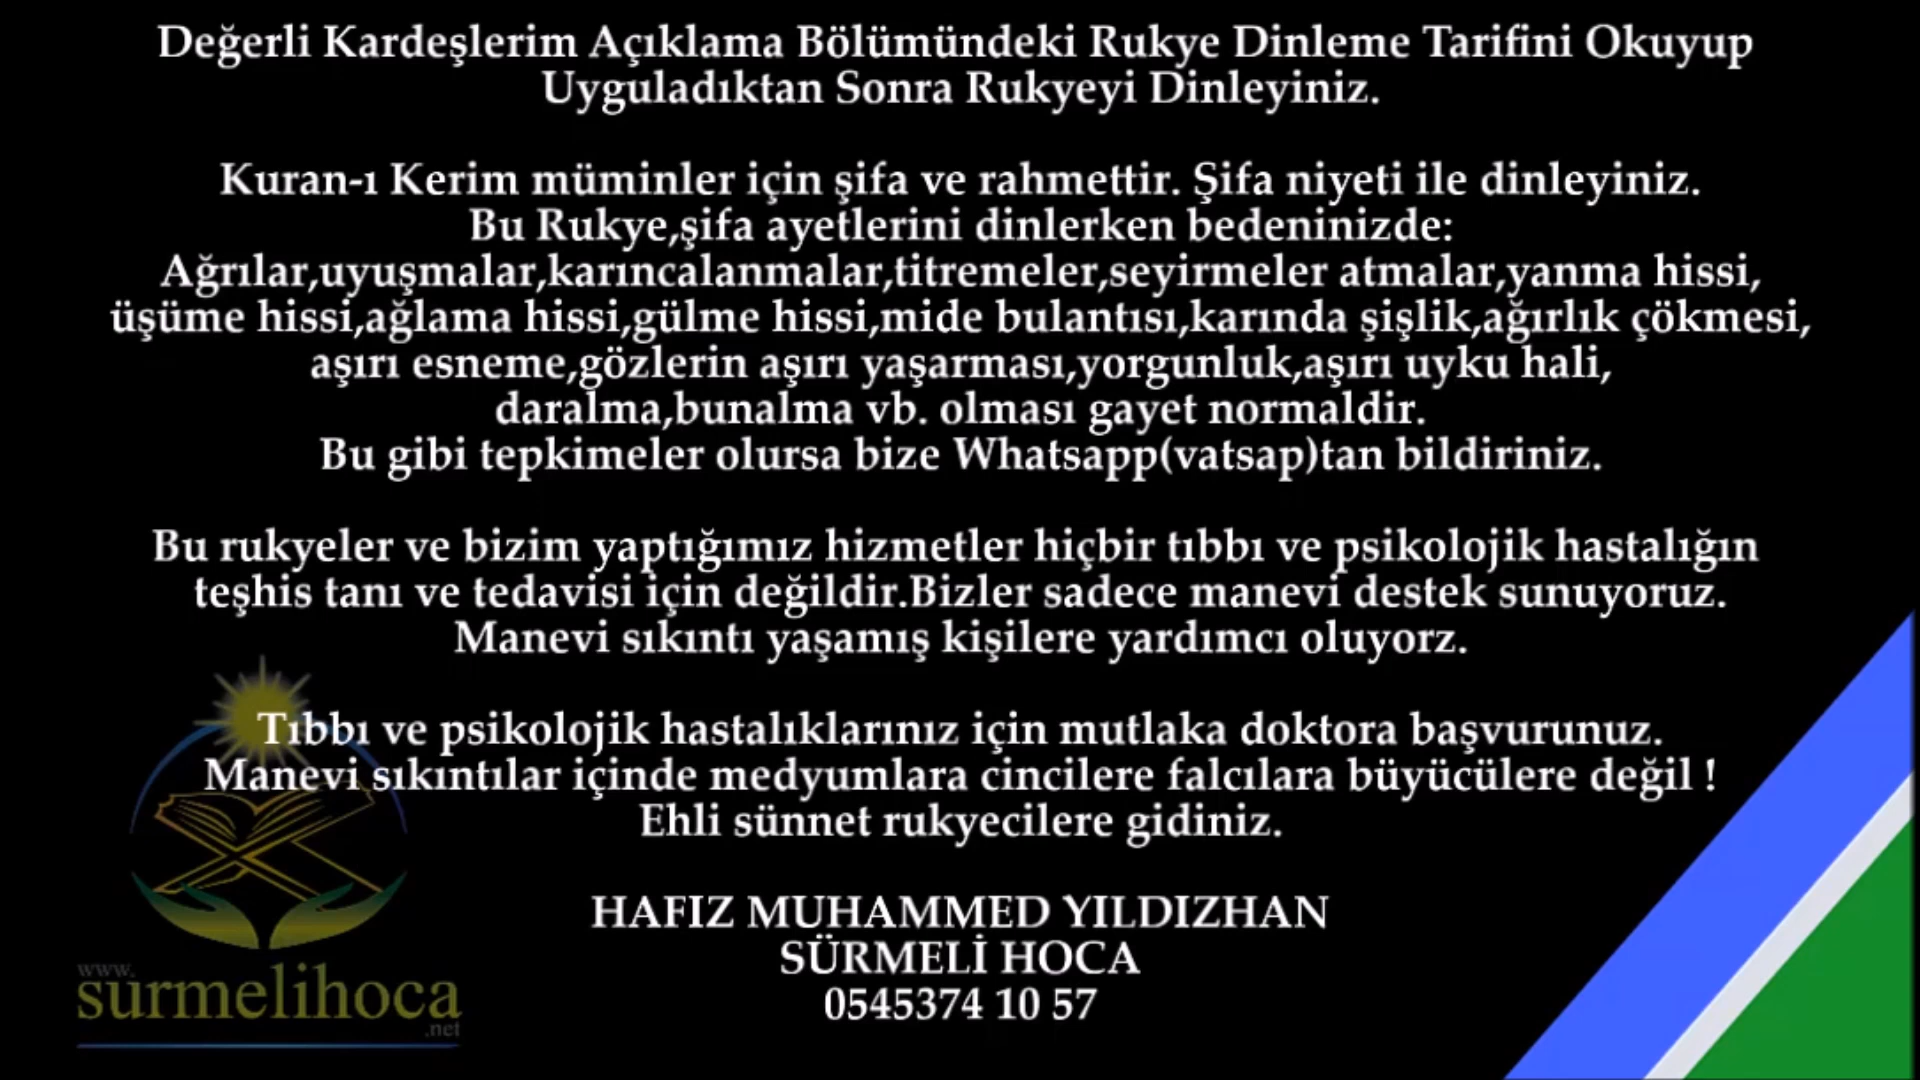 Değerli Kardeşlerim Açıklama Bölümündeki Rukye Dinleme Tarifini Okuyup
Uyguladıktan Sonra Rukyeyi Dinleyiniz.
Kuran-ı Kerim müminler için şifa ve rahmettir. Şifa niyeti ile dinleyiniz.
Bu Rukye,şifa ayetlerini dinlerken bedeninizde:
Ağrılar,uyuşmalar,karıncalanmalar,titremeler,seyirmeler atmalar,yanma hissi,
üşüme hissi,ağlama hissi,gülme hissi,mide bulantısı,karında şişlik,ağırlık çökmesi,
aşırı esneme,gözlerin aşırı yaşarması,yorgunluk,aşırı uyku hali,
daralma,bunalma vb. olması gayet normaldir.
Bu gibi tepkimeler olursa bize Whatsapp(vatsap)tan bildiriniz.
Bu rukyeler ve bizim yaptığımız hizmetler hiçbir tıbbı ve psikolojik hastalığın
teşhis tanı ve tedavisi için değildir.Bizler sadece manevi destek sunuyoruz.
Manevi sıkıntı yaşamış kişilere yardımcı oluyorz.
Tıbbı ve psikolojik hastalıklarınız için mutlaka doktora başvurunuz.
Manevi sıkıntılar içinde medyumlara cincilere falcılara büyücülere değil !
Ehli sünnet rukyecilere gidiniz.
HAFIZ MUHAMMED YILDIZHAN
SÜRMELİ HOCA
0545374 10 57
www.
surmelihoca
.net